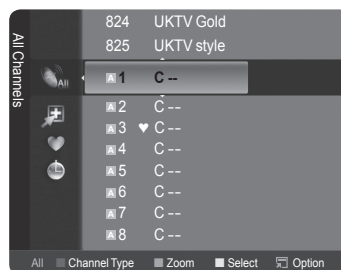 All Channels
824 UKTV Gold
825 UKTV style
All
A 1 C --
A 2 C --
A 3 ♥ C --
A 4 C --
A 5 C --
A 6 C --
A 7 C --
A 8 C --
All Channel Type Zoom Select Option